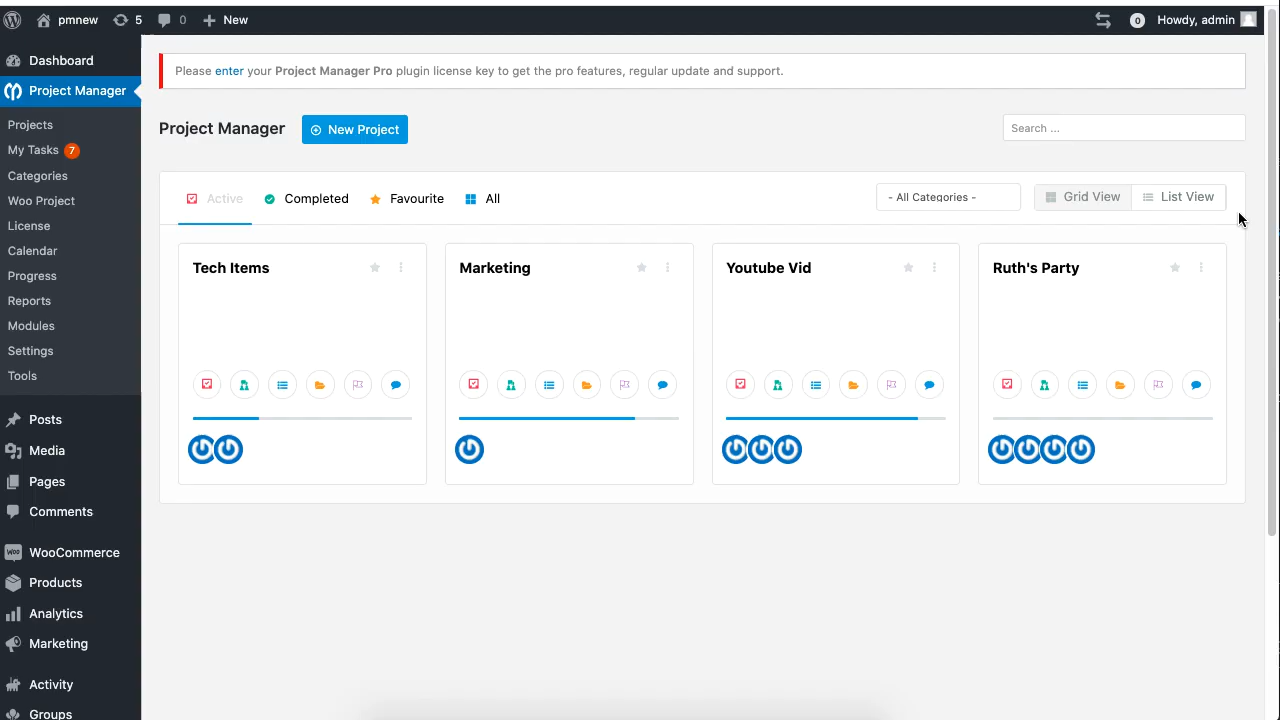 pmnew 5 0 + New 0 Howdy, admin
Dashboard
Project Manager
Projects
My Tasks 7
Categories
Woo Project
License
Calendar
Progress
Reports
Modules
Settings
Tools
Posts
Media
Pages
Comments
WooCommerce
Products
Analytics
Marketing
Activity
Groups
Please enter your Project Manager Pro plugin license key to get the pro features, regular update and support.
Project Manager New Project Search ...
Active Completed Favourite All - All Categories - Grid View List View
Tech Items Marketing Youtube Vid Ruth's Party